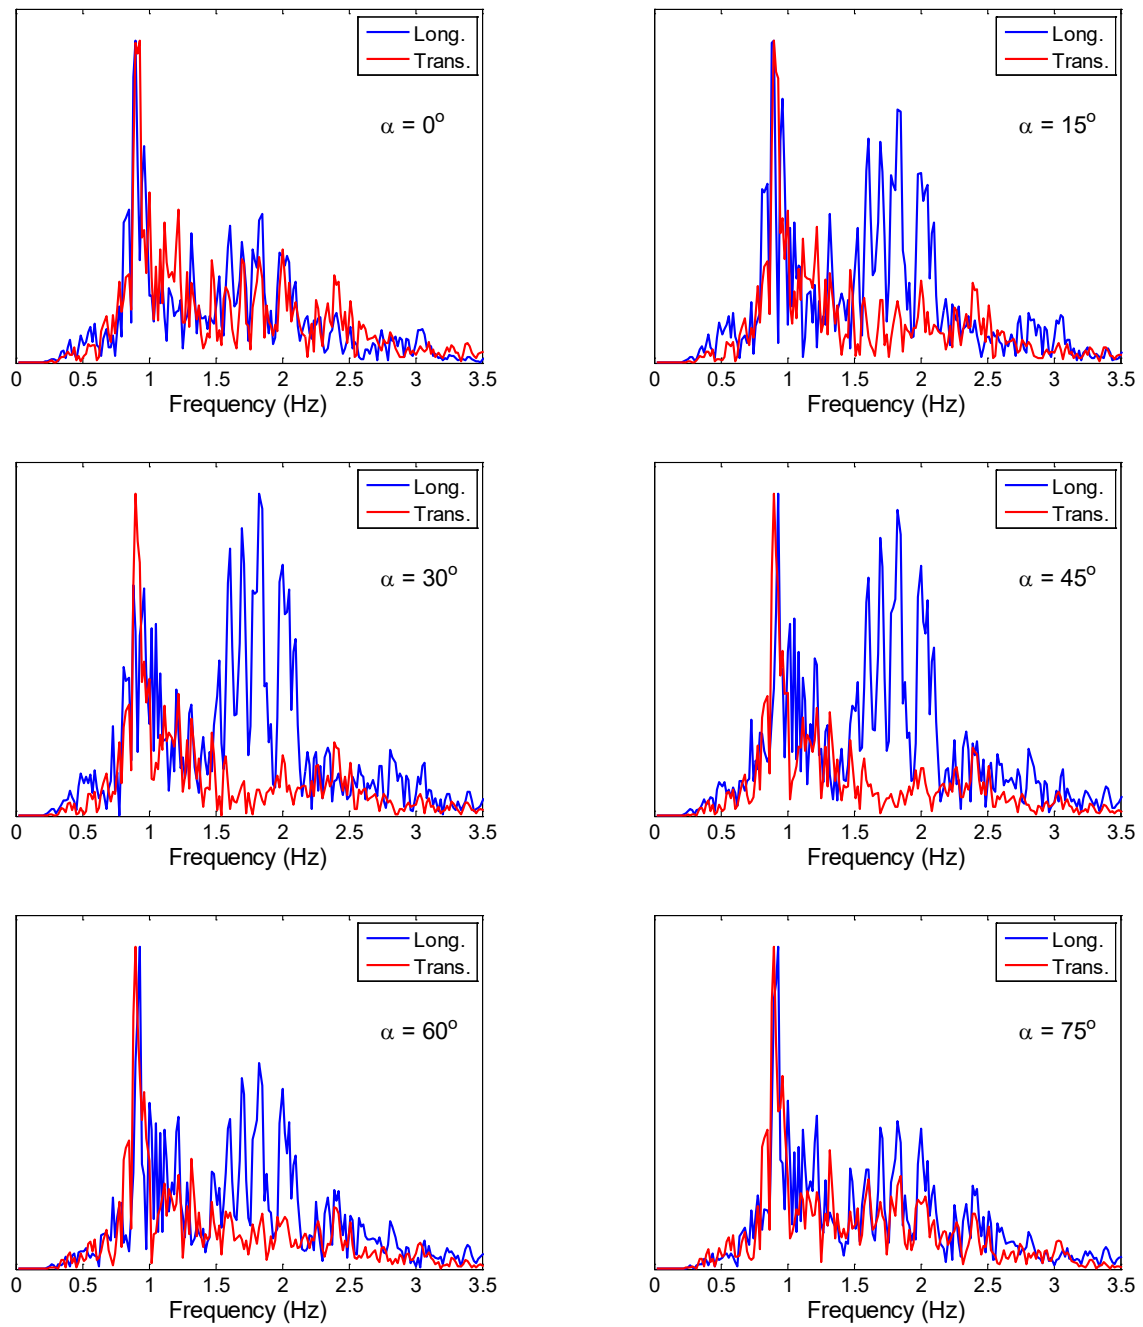 Long.
Trans.
α = 0°
0 0.5 1 1.5 2 2.5 3 3.5
Frequency (Hz)
Long.
Trans.
α = 15°
0 0.5 1 1.5 2 2.5 3 3.5
Frequency (Hz)
Long.
Trans.
α = 30°
0 0.5 1 1.5 2 2.5 3 3.5
Frequency (Hz)
Long.
Trans.
α = 45°
0 0.5 1 1.5 2 2.5 3 3.5
Frequency (Hz)
Long.
Trans.
α = 60°
0 0.5 1 1.5 2 2.5 3 3.5
Frequency (Hz)
Long.
Trans.
α = 75°
0 0.5 1 1.5 2 2.5 3 3.5
Frequency (Hz)